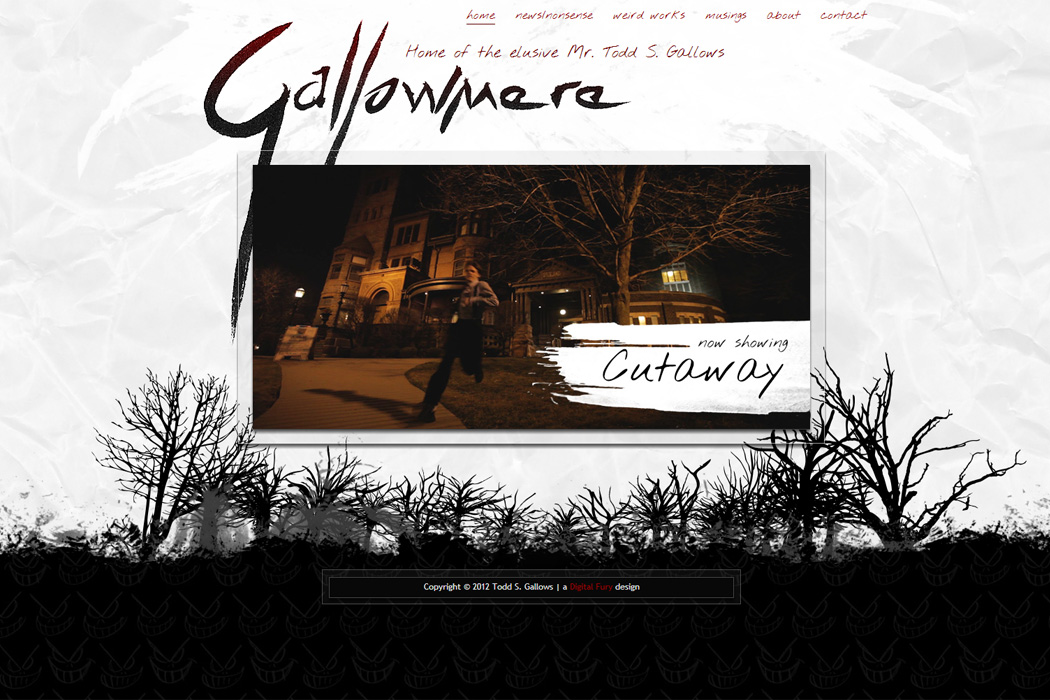 home news/nonsense weird works musings about contact
Home of the elusive Mr. Todd S. Gallows
Gallowmere
now showing
Cutaway
Copyright © 2012 Todd S. Gallows | a Digital Fury design